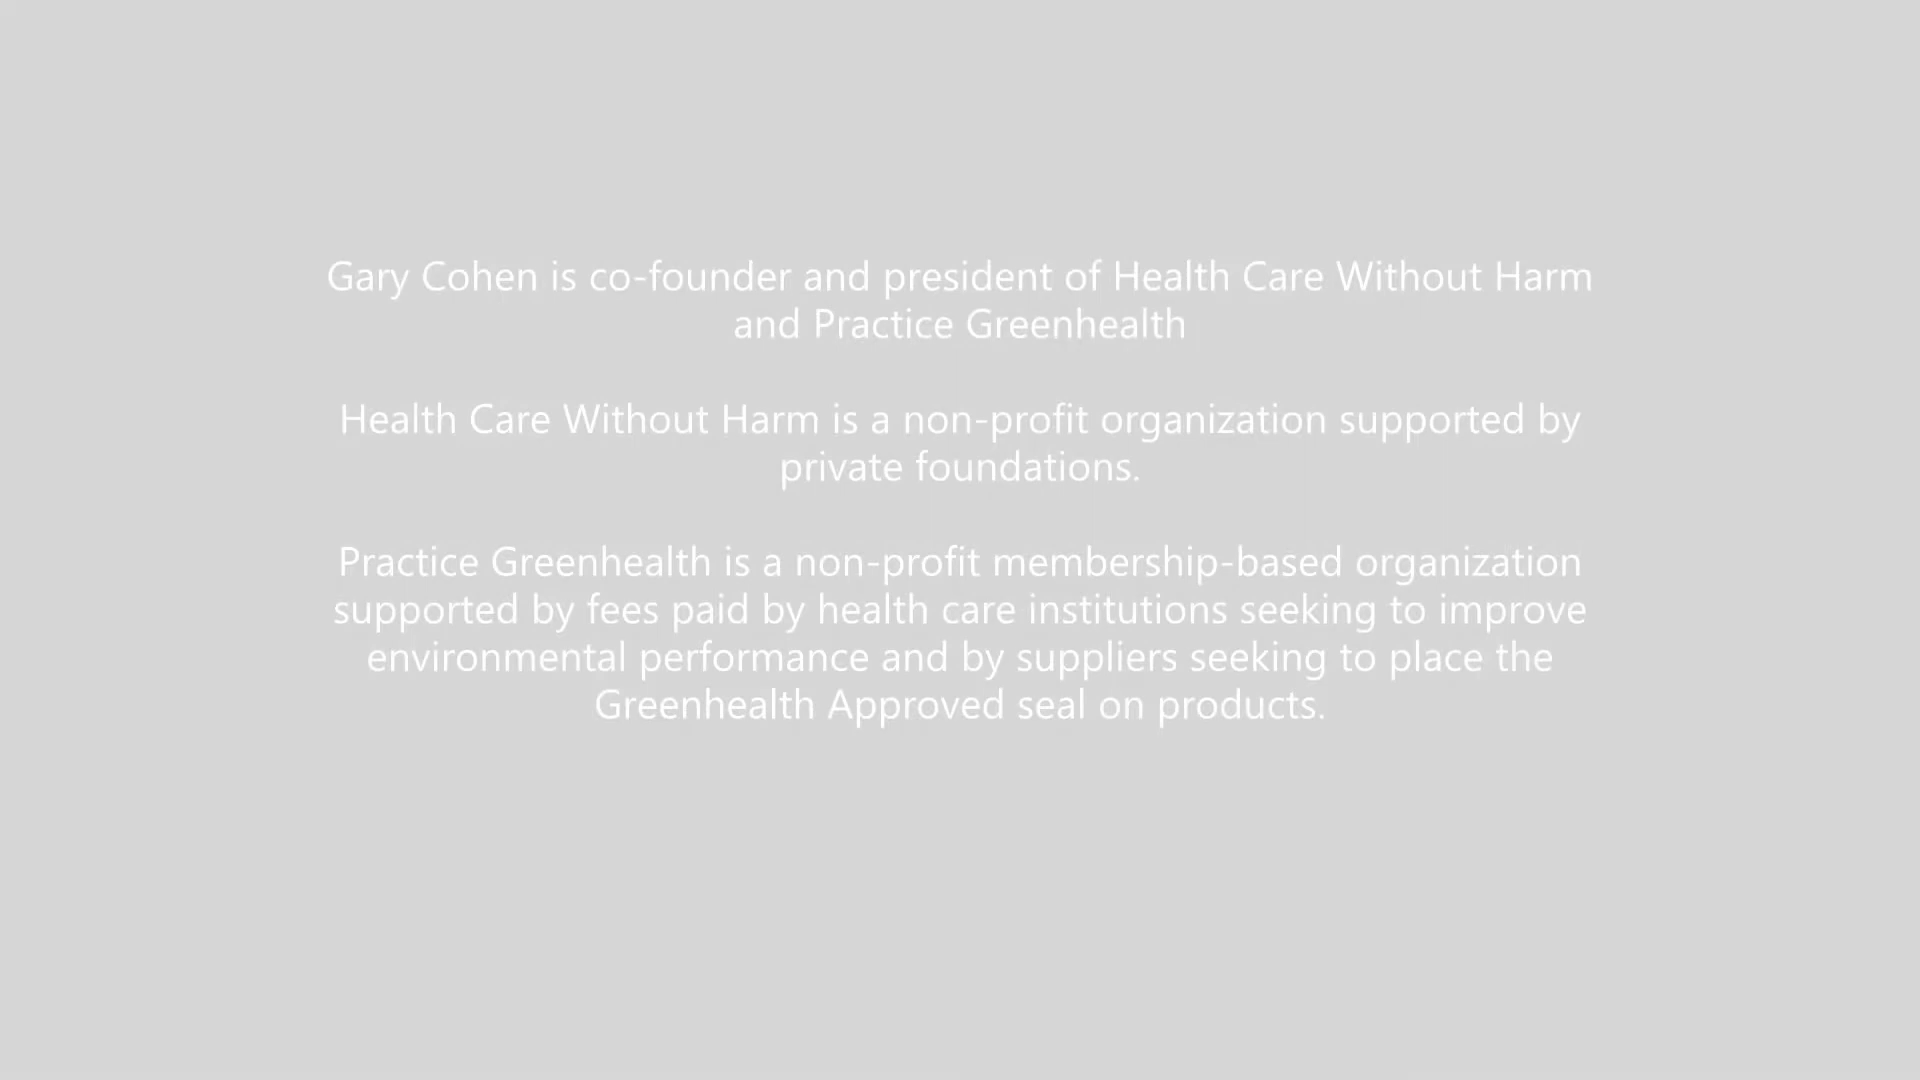 Gary Cohen is co-founder and president of Health Care Without Harm
and Practice Greenhealth
Health Care Without Harm is a non-profit organization supported by
private foundations.
Practice Greenhealth is a non-profit membership-based organization
supported by fees paid by health care institutions seeking to improve
environmental performance and by suppliers seeking to place the
Greenhealth Approved seal on products.